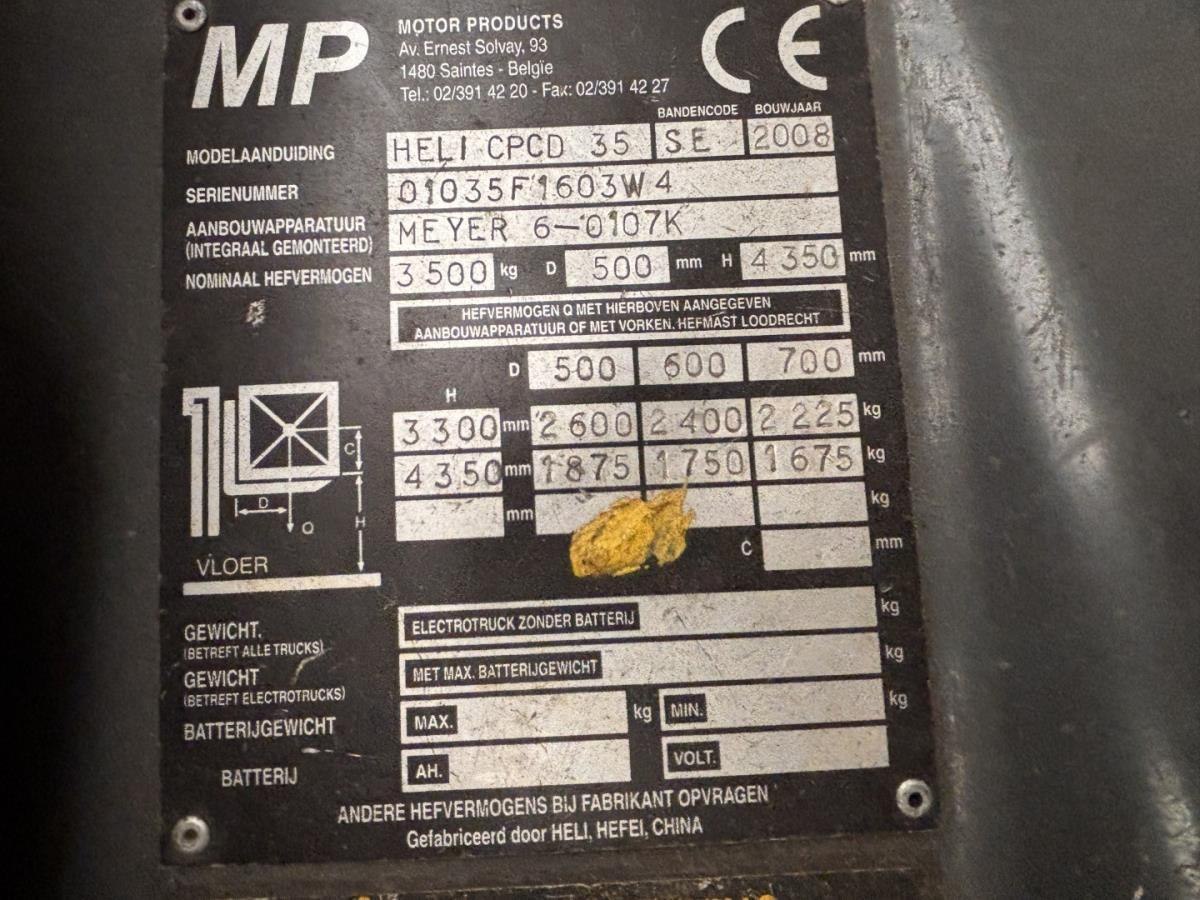 MP
MOTOR PRODUCTS
Av. Ernest Solvay, 93
1480 Saintes - Belgïe
Tel.: 02/391 42 20 - Fax: 02/391 42 27
CE
BANDENCODE BOUWJAAR
MODELAANDUIDING HELI CPCD 35 SE 2008
SERIENUMMER 01035F1603W4
AANBOUWAPPARATUUR
(INTEGRAAL GEMONTEERD) MEYER 6-0107K
NOMINAAL HEFVERMOGEN 3500 kg D 500 mm H 4350 mm
HEFVERMOGEN Q MET HIERBOVEN AANGEGEVEN
AANBOUWAPPARATUUR OF MET VORKEN. HEFMAST LOODRECHT
D 500 600 700 mm
H
3300 mm 2600 2400 2225 kg
4350 mm 1875 1750 1675 kg
mm kg
C mm
C
D
Q
H
VLOER
GEWICHT.
(BETREFT ALLE TRUCKS) ELECTROTRUCK ZONDER BATTERIJ kg
GEWICHT
(BETREFT ELECTROTRUCKS) MET MAX. BATTERIJGEWICHT kg
BATTERIJGEWICHT MAX. kg MIN. kg
BATTERIJ AH. VOLT.
ANDERE HEFVERMOGENS BIJ FABRIKANT OPVRAGEN
Gefabriceerd door HELI, HEFEI, CHINA